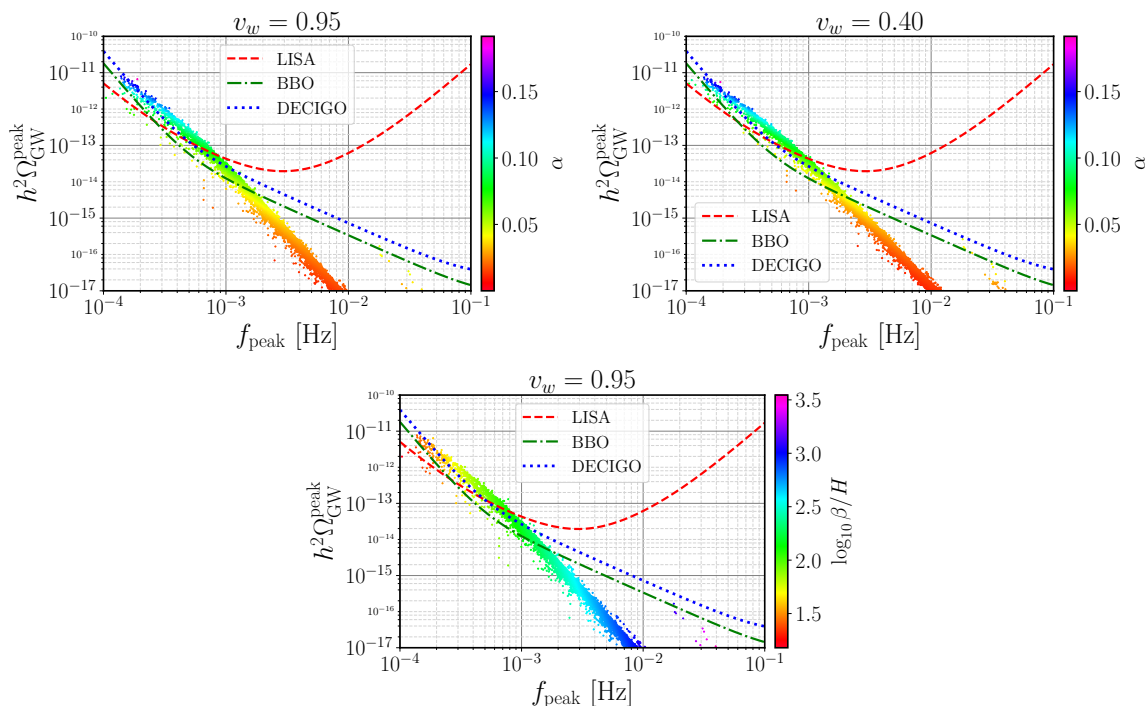 v_w = 0.95
v_w = 0.40
10^{-10}
10^{-11}
10^{-12}
10^{-13}
10^{-14}
10^{-15}
10^{-16}
10^{-17}
h^2Ω_GW^peak
LISA
BBO
DECIGO
10^{-4}
10^{-3}
10^{-2}
10^{-1}
f_peak [Hz]
0.15
0.10
0.05
α
10^{-10}
10^{-11}
10^{-12}
10^{-13}
10^{-14}
10^{-15}
10^{-16}
10^{-17}
h^2Ω_GW^peak
LISA
BBO
DECIGO
10^{-4}
10^{-3}
10^{-2}
10^{-1}
f_peak [Hz]
0.15
0.10
0.05
α
v_w = 0.95
10^{-10}
10^{-11}
10^{-12}
10^{-13}
10^{-14}
10^{-15}
10^{-16}
10^{-17}
h^2Ω_GW^peak
LISA
BBO
DECIGO
10^{-4}
10^{-3}
10^{-2}
10^{-1}
f_peak [Hz]
3.5
3.0
2.5
2.0
1.5
log_10 β/H